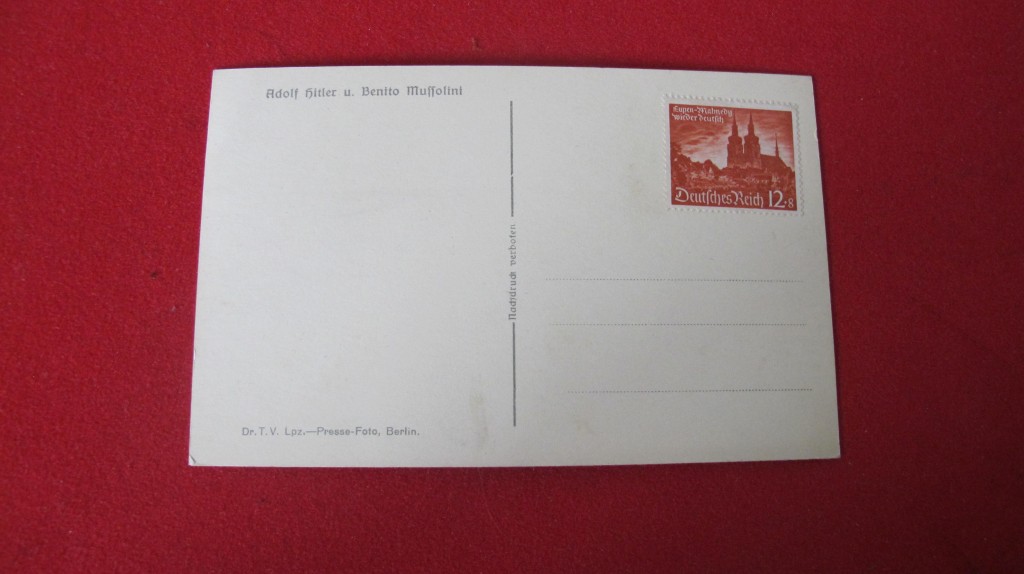 Adolf Hitler u. Benito Mussolini
Eupen-Malmedy
wieder deutsch
Deutsches Reich 12+8
Nachdruck verboten.
Dr. T. V. Lpz.—Presse-Foto, Berlin.